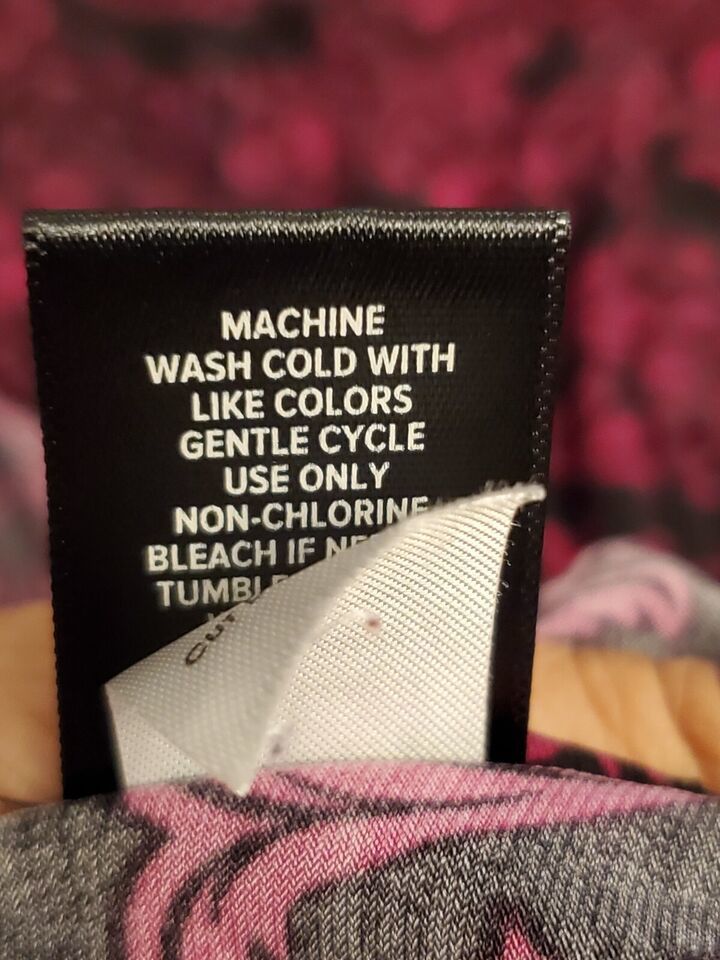 MACHINE
WASH COLD WITH
LIKE COLORS
GENTLE CYCLE
USE ONLY
NON-CHLORINE
BLEACH IF